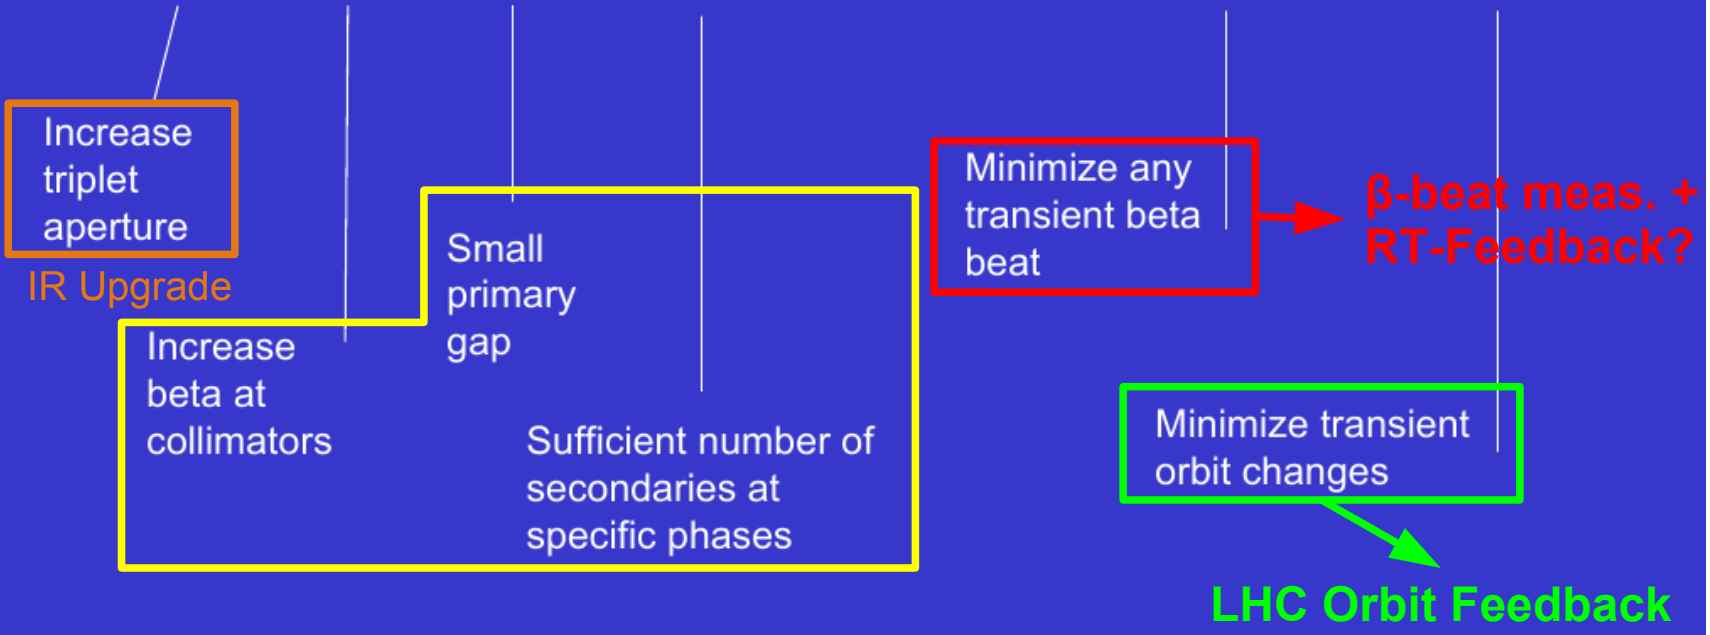 Increase
triplet
aperture
IR Upgrade
Increase
beta at
collimators
Small
primary
gap
Sufficient number of
secondaries at
specific phases
Minimize any
transient beta
beat
β-beat meas. +
RT-Feedback?
Minimize transient
orbit changes
LHC Orbit Feedback